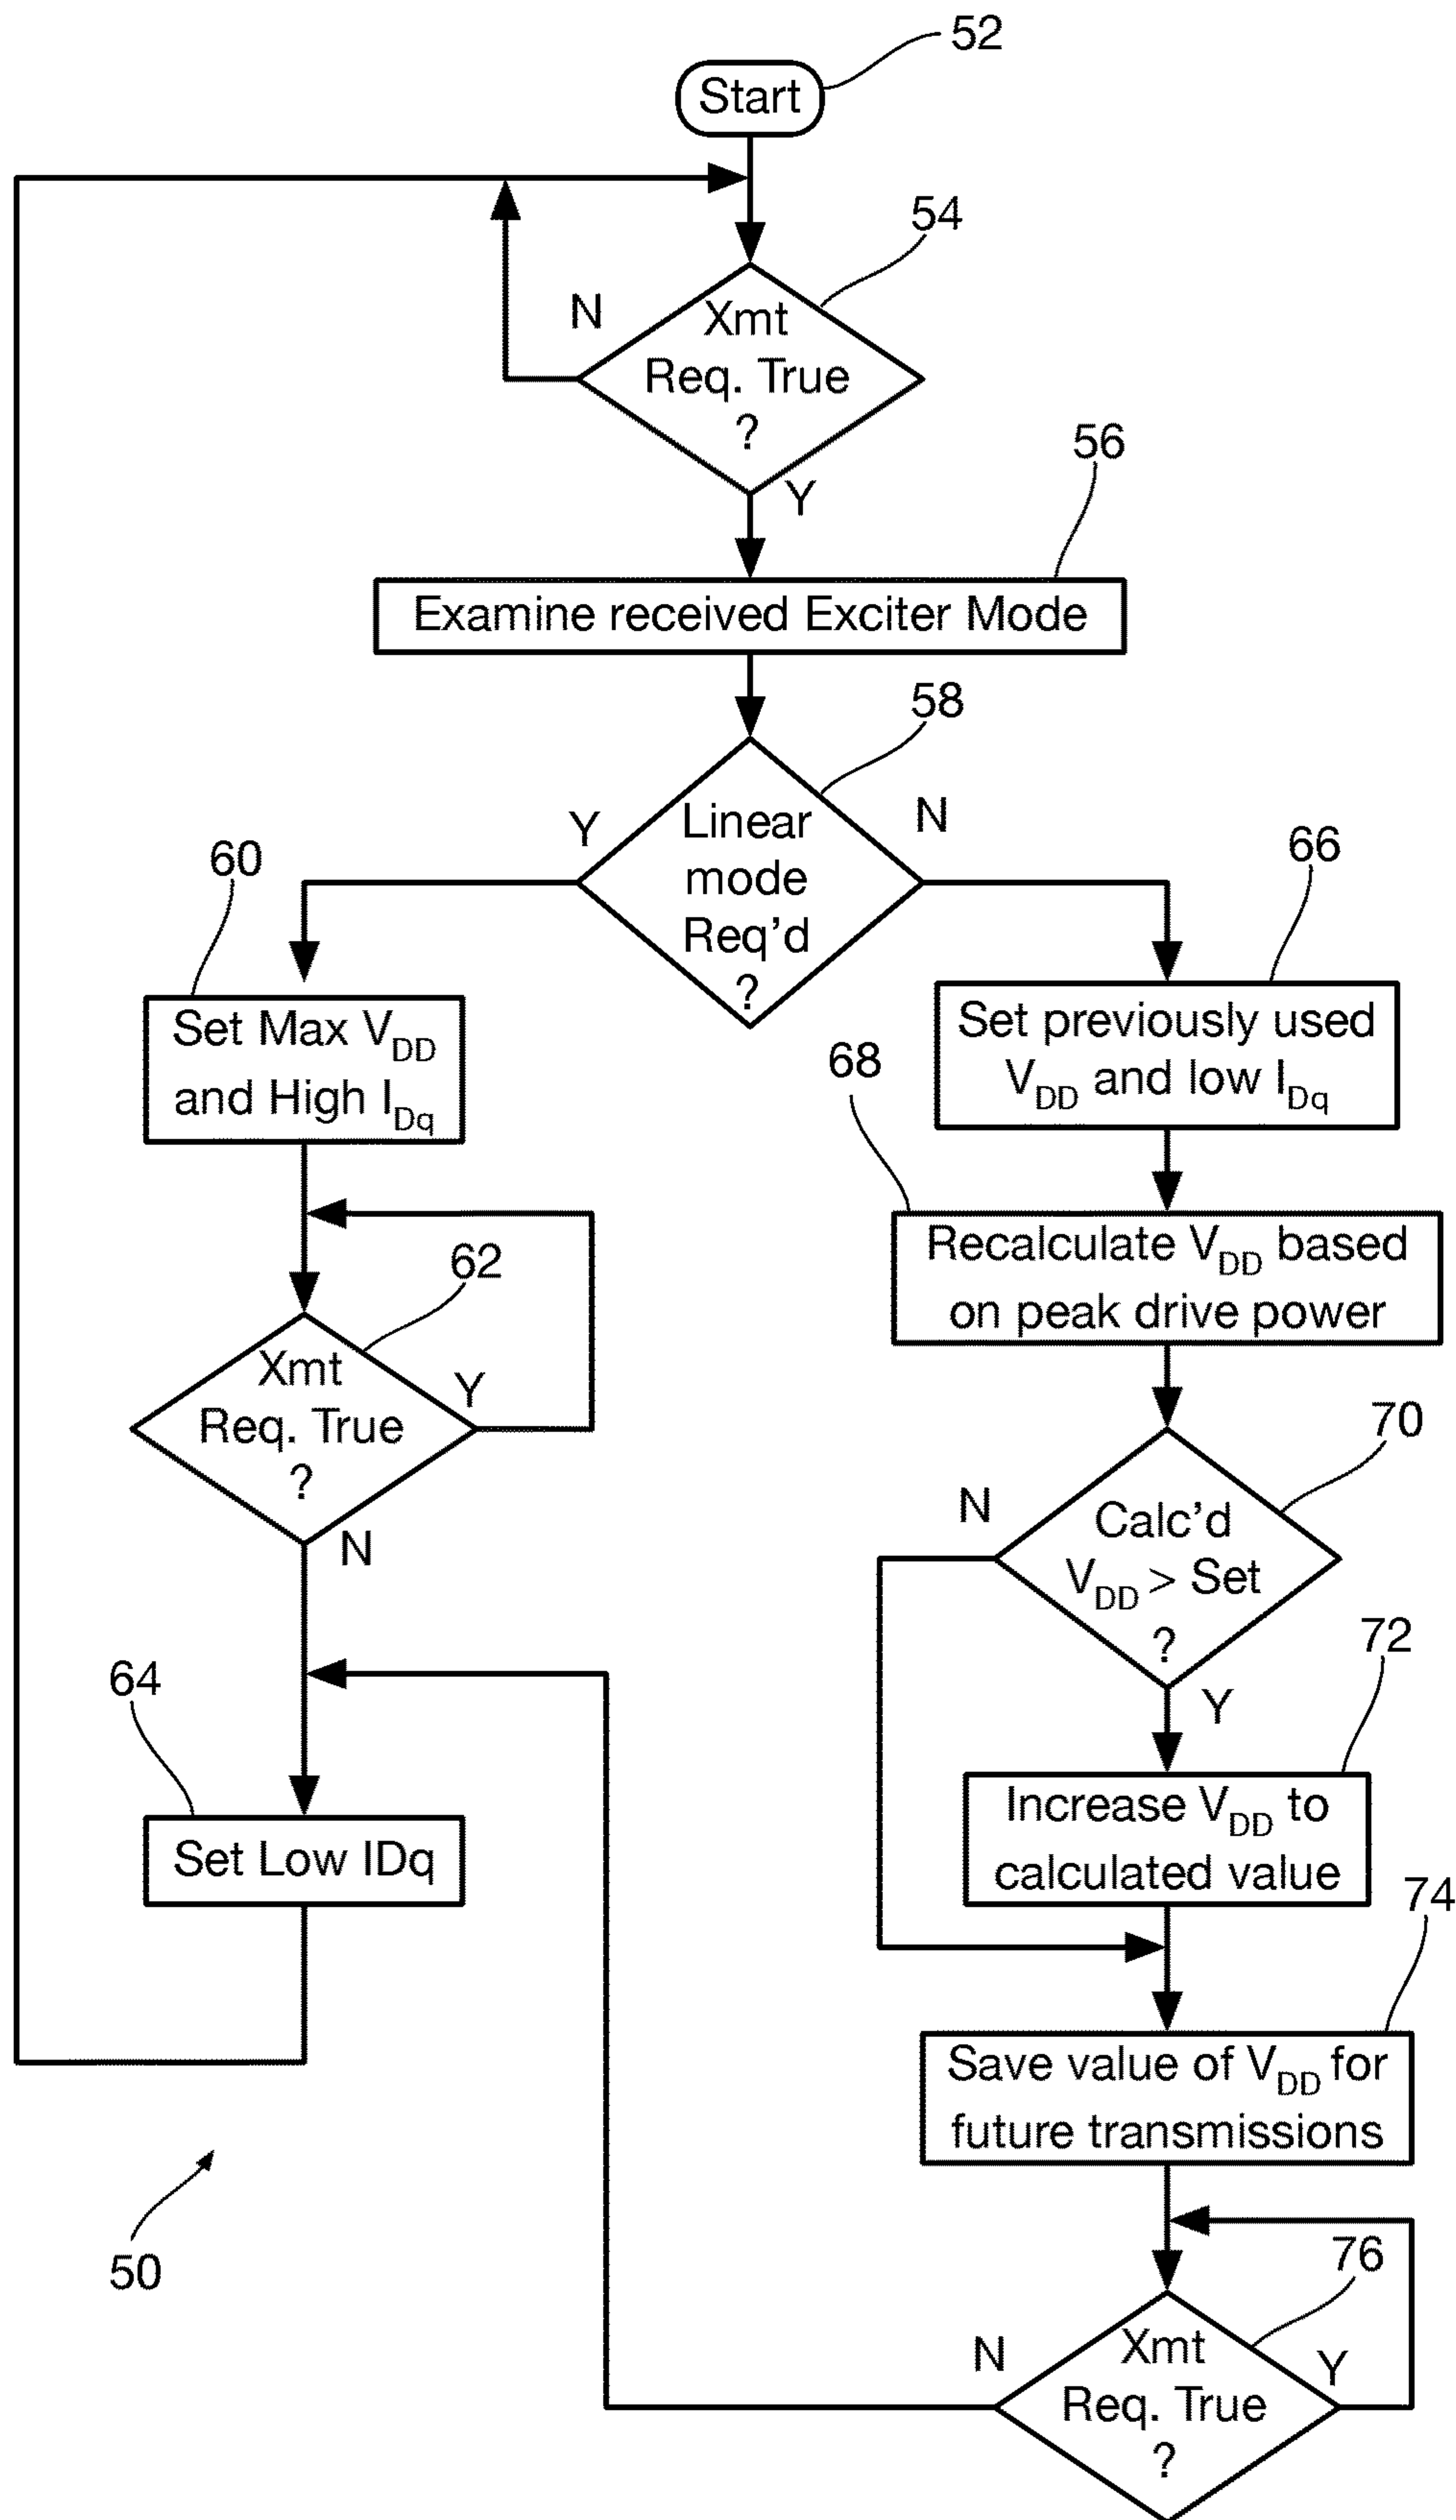 52
Start
54
N
Xmt
Req. True
?
Y
56
Examine received Exciter Mode
58
Y
Linear
mode
Req'd
?
N
60
Set Max VDD
and High IDq
66
Set previously used
VDD and low IDq
68
Recalculate VDD based
on peak drive power
62
Xmt
Req. True
?
Y
N
70
N
Calc'd
VDD > Set
?
Y
72
Increase VDD to
calculated value
64
Set Low IDq
74
Save value of VDD for
future transmissions
50
76
N
Xmt
Req. True
?
Y